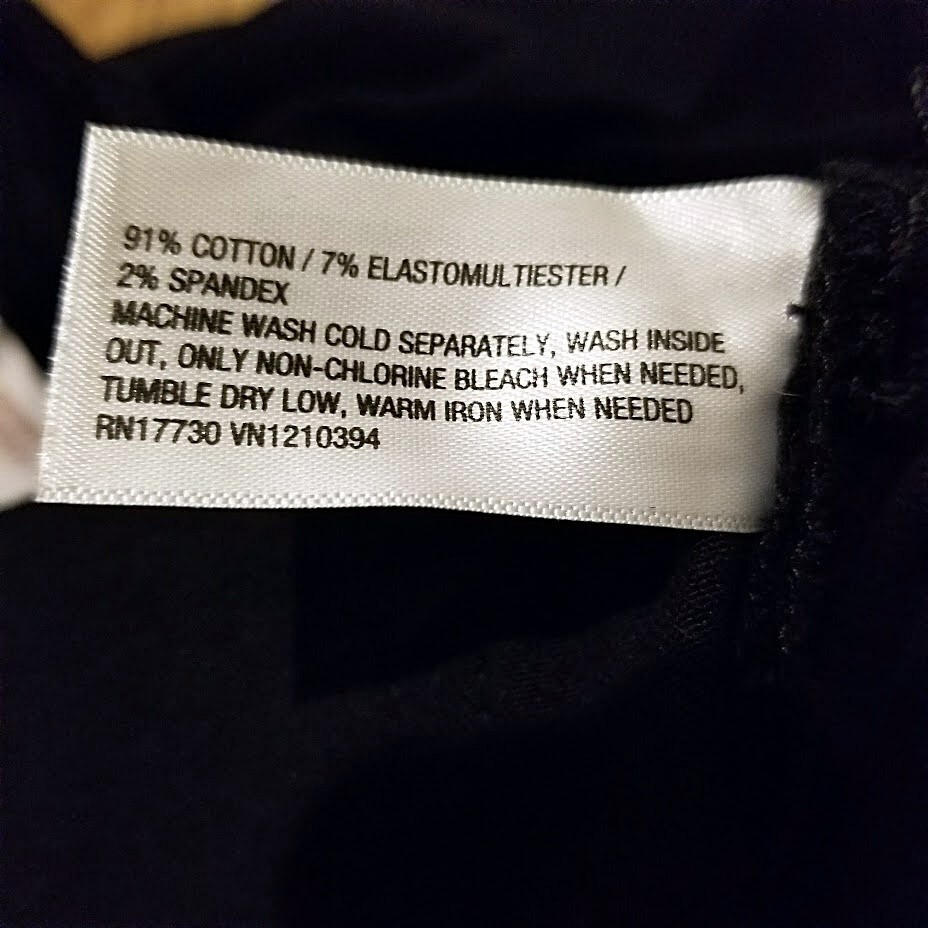 91% COTTON / 7% ELASTOMULTIESTER /
2% SPANDEX
MACHINE WASH COLD SEPARATELY, WASH INSIDE
OUT, ONLY NON-CHLORINE BLEACH WHEN NEEDED,
TUMBLE DRY LOW, WARM IRON WHEN NEEDED
RN17730 VN1210394